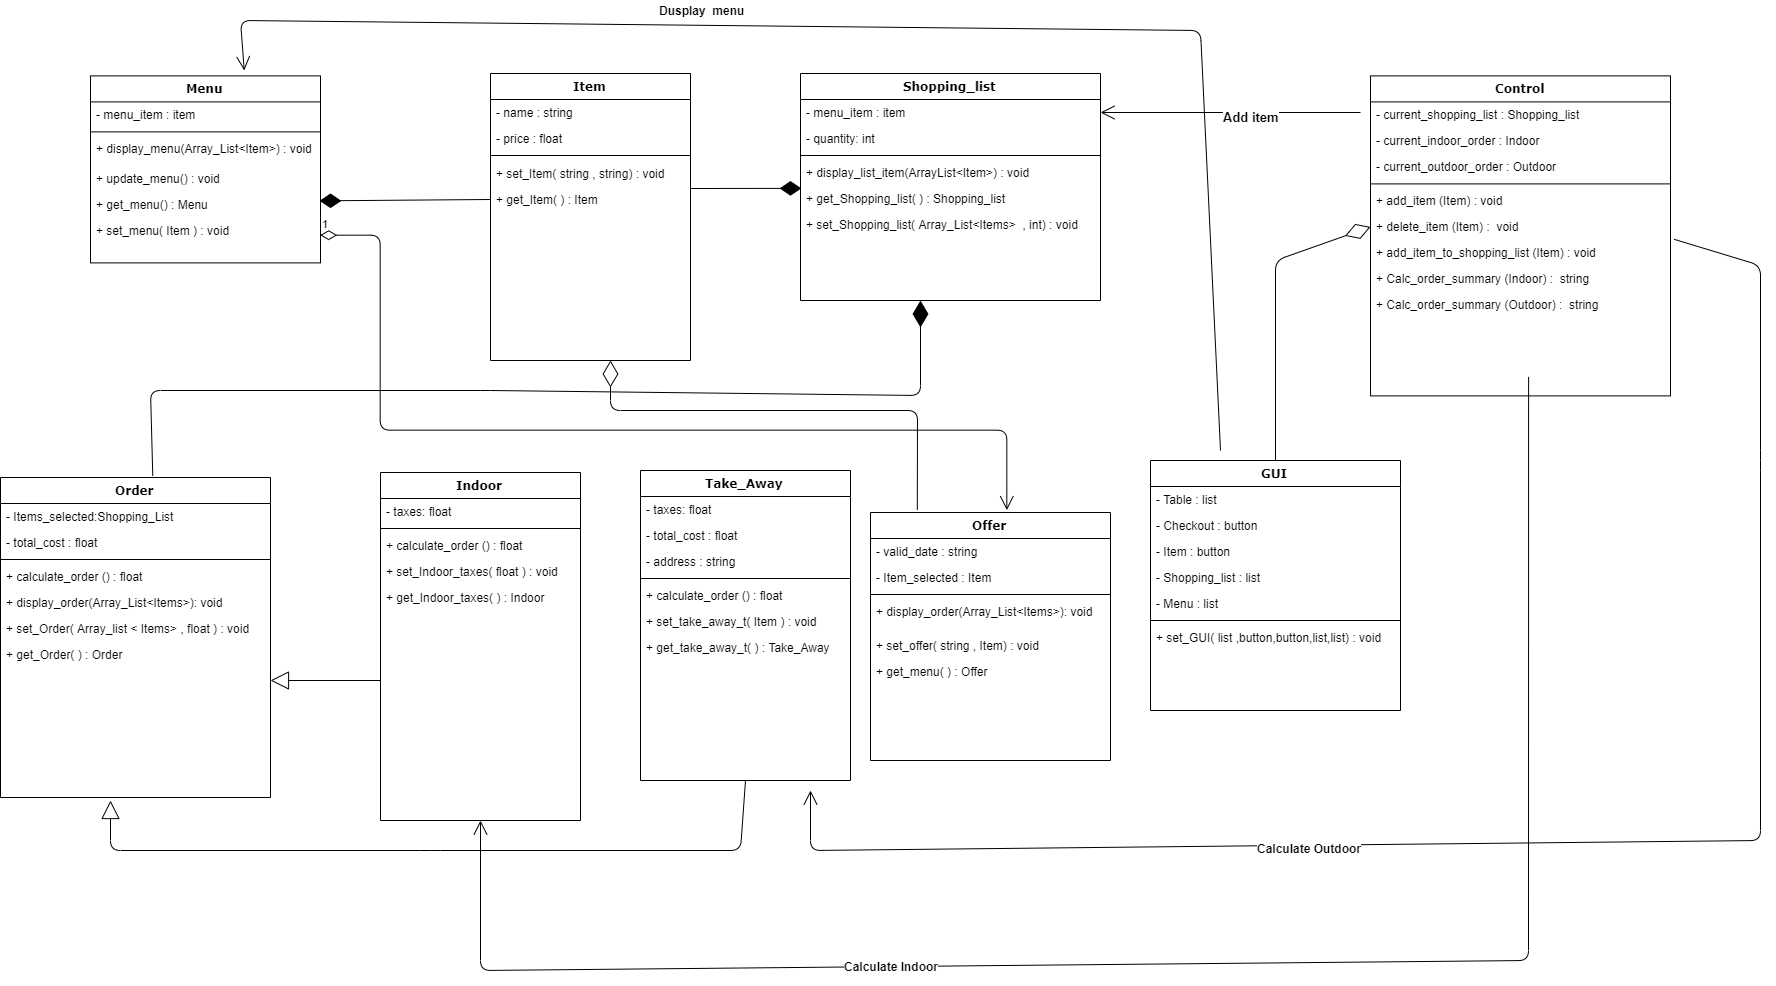 Dusplay menu
Menu
- menu_item : item
+ display_menu(Array_List<Item>) : void
+ update_menu() : void
+ get_menu() : Menu
+ set_menu( Item ) : void
1
Item
- name : string
- price : float
+ set_Item( string , string) : void
+ get_Item( ) : Item
Shopping_list
- menu_item : item
- quantity: int
+ display_list_item(ArrayList<Item>) : void
+ get_Shopping_list( ) : Shopping_list
+ set_Shopping_list( Array_List<Items> , int) : void
Add item
Control
- current_shopping_list : Shopping_list
- current_indoor_order : Indoor
- current_outdoor_order : Outdoor
+ add_item (Item) : void
+ delete_item (Item) : void
+ add_item_to_shopping_list (Item) : void
+ Calc_order_summary (Indoor) : string
+ Calc_order_summary (Outdoor) : string
Order
- Items_selected:Shopping_List
- total_cost : float
+ calculate_order () : float
+ display_order(Array_List<Items>): void
+ set_Order( Array_list < Items> , float ) : void
+ get_Order( ) : Order
Indoor
- taxes: float
+ calculate_order () : float
+ set_Indoor_taxes( float ) : void
+ get_Indoor_taxes( ) : Indoor
Take_Away
- taxes: float
- total_cost : float
- address : string
+ calculate_order () : float
+ set_take_away_t( Item ) : void
+ get_take_away_t( ) : Take_Away
Offer
- valid_date : string
- Item_selected : Item
+ display_order(Array_List<Items>): void
+ set_offer( string , Item) : void
+ get_menu( ) : Offer
GUI
- Table : list
- Checkout : button
- Item : button
- Shopping_list : list
- Menu : list
+ set_GUI( list ,button,button,list,list) : void
Calculate Outdoor
Calculate Indoor